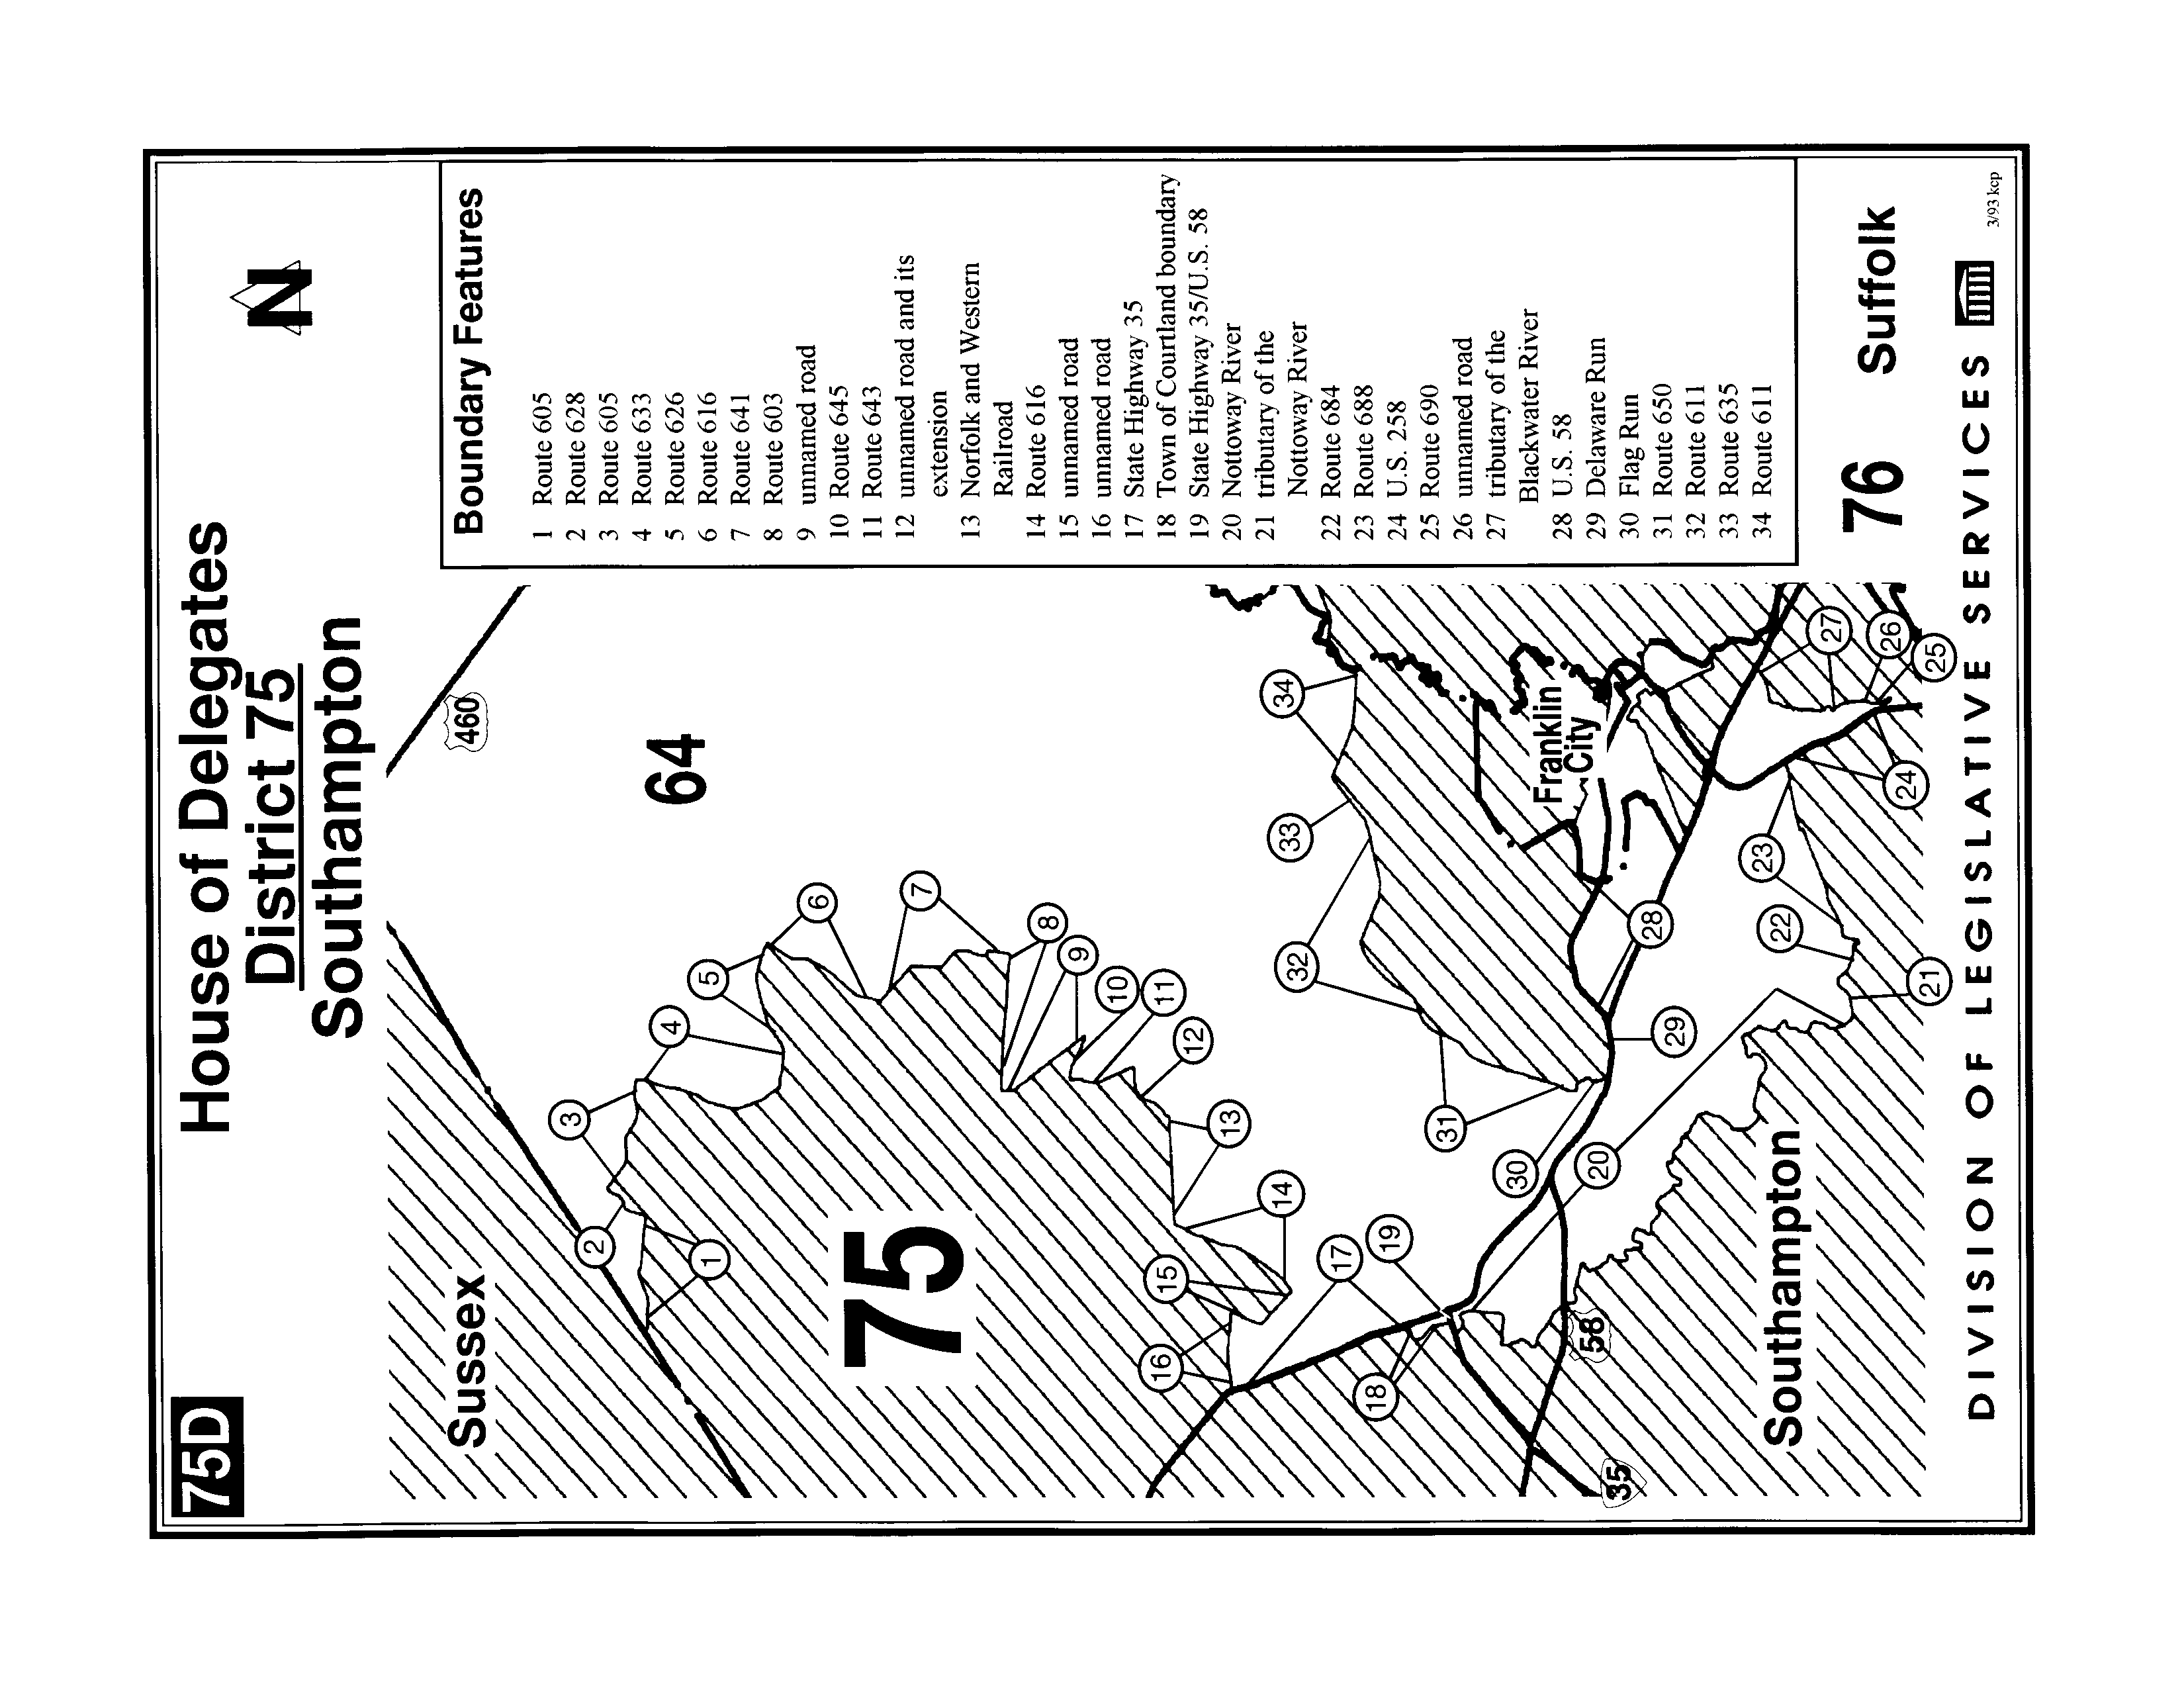 75D
House of Delegates
District 75
Southampton
N
Boundary Features
1 Route 605
2 Route 628
3 Route 605
4 Route 633
5 Route 626
6 Route 616
7 Route 641
8 Route 603
9 unnamed road
10 Route 645
11 Route 643
12 unnamed road and its
extension
13 Norfolk and Western
Railroad
14 Route 616
15 unnamed road
16 unnamed road
17 State Highway 35
18 Town of Courtland boundary
19 State Highway 35/U.S. 58
20 Nottoway River
21 tributary of the
Nottoway River
22 Route 684
23 Route 688
24 U.S. 258
25 Route 690
26 unnamed road
27 tributary of the
Blackwater River
28 U.S. 58
29 Delaware Run
30 Flag Run
31 Route 650
32 Route 611
33 Route 635
34 Route 611
Sussex
460
64
75
1
2
3
4
5
6
7
8
9
10
11
12
13
14
15
16
17
18
19
20
21
22
23
24
25
26
27
28
29
30
31
32
33
34
Franklin
City
58
35
Southampton
76 Suffolk
DIVISION OF LEGISLATIVE SERVICES
3/93 kcp